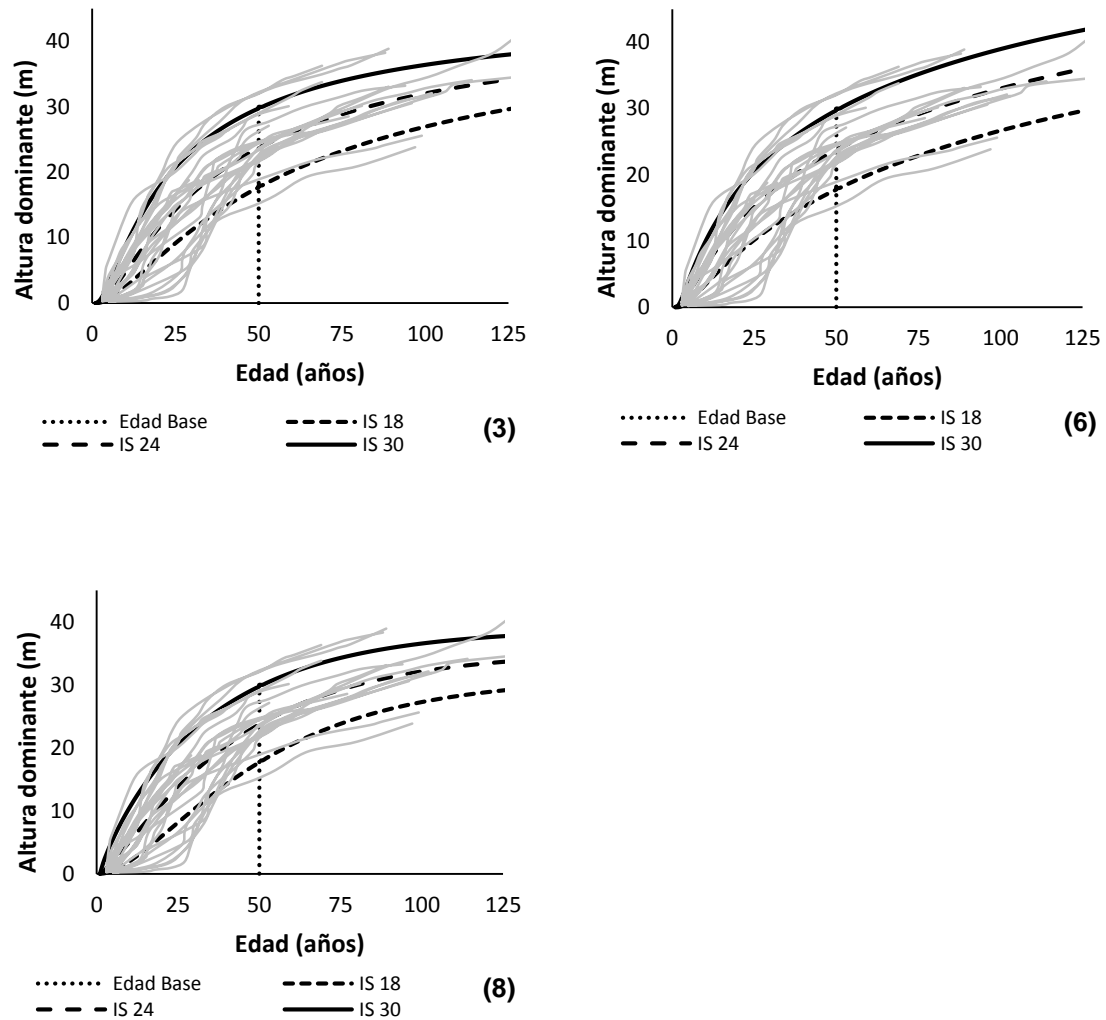 40
30
20
10
0
Altura dominante (m)
0 25 50 75 100 125
Edad (años)
Edad Base IS 18
IS 24 IS 30
(3)
40
30
20
10
0
Altura dominante (m)
0 25 50 75 100 125
Edad (años)
Edad Base IS 18
IS 24 IS 30
(6)
40
30
20
10
0
Altura dominante (m)
0 25 50 75 100 125
Edad (años)
Edad Base IS 18
IS 24 IS 30
(8)